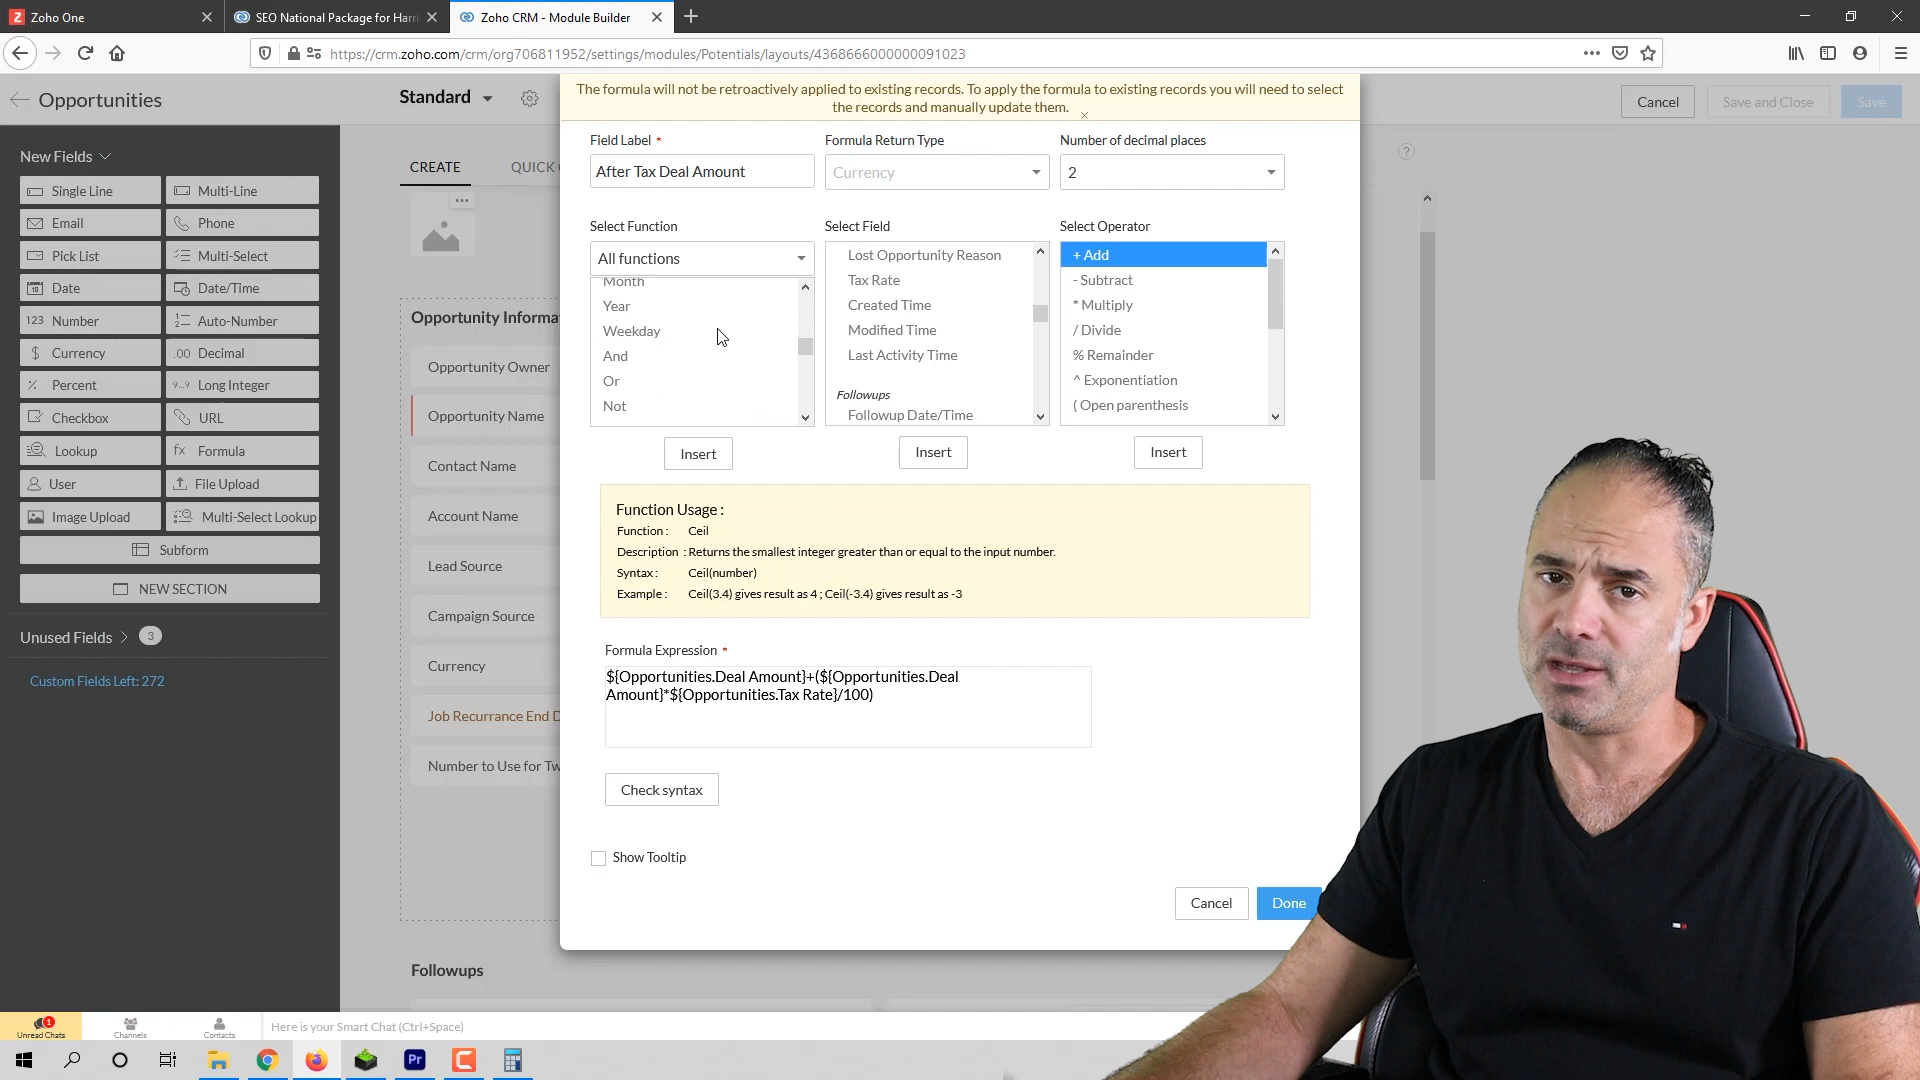 Zoho One
SEO National Package for Harri
Zoho CRM - Module Builder
https://crm.zoho.com/crm/org706811952/settings/modules/Potentials/layouts/4368666000000091023
Opportunities
Standard
Cancel
Save and Close
Save
The formula will not be retroactively applied to existing records. To apply the formula to existing records you will need to select
the records and manually update them.
New Fields
Single Line
Multi-Line
Email
Phone
Pick List
Multi-Select
Date
Date/Time
123 Number
Auto-Number
$ Currency
.00 Decimal
% Percent
9..9 Long Integer
Checkbox
URL
Lookup
fx Formula
User
File Upload
Image Upload
Multi-Select Lookup
Subform
NEW SECTION
Unused Fields
3
Custom Fields Left: 272
CREATE
QUICK
Opportunity Informa
Opportunity Owner
Opportunity Name
Contact Name
Account Name
Lead Source
Campaign Source
Currency
Job Recurrance End D
Number to Use for Tw
Followups
Field Label *
After Tax Deal Amount
Formula Return Type
Currency
Number of decimal places
2
Select Function
All functions
Month
Year
Weekday
And
Or
Not
Insert
Select Field
Lost Opportunity Reason
Tax Rate
Created Time
Modified Time
Last Activity Time
Followups
Followup Date/Time
Insert
Select Operator
+ Add
- Subtract
* Multiply
/ Divide
% Remainder
^ Exponentiation
( Open parenthesis
Insert
Function Usage :
Function : Ceil
Description : Returns the smallest integer greater than or equal to the input number.
Syntax : Ceil(number)
Example : Ceil(3.4) gives result as 4 ; Ceil(-3.4) gives result as -3
Formula Expression *
${Opportunities.Deal Amount}+(${Opportunities.Deal
Amount}*${Opportunities.Tax Rate}/100)
Check syntax
Show Tooltip
Cancel
Done
1
Unread Chats
Channels
Contacts
Here is your Smart Chat (Ctrl+Space)
Pr